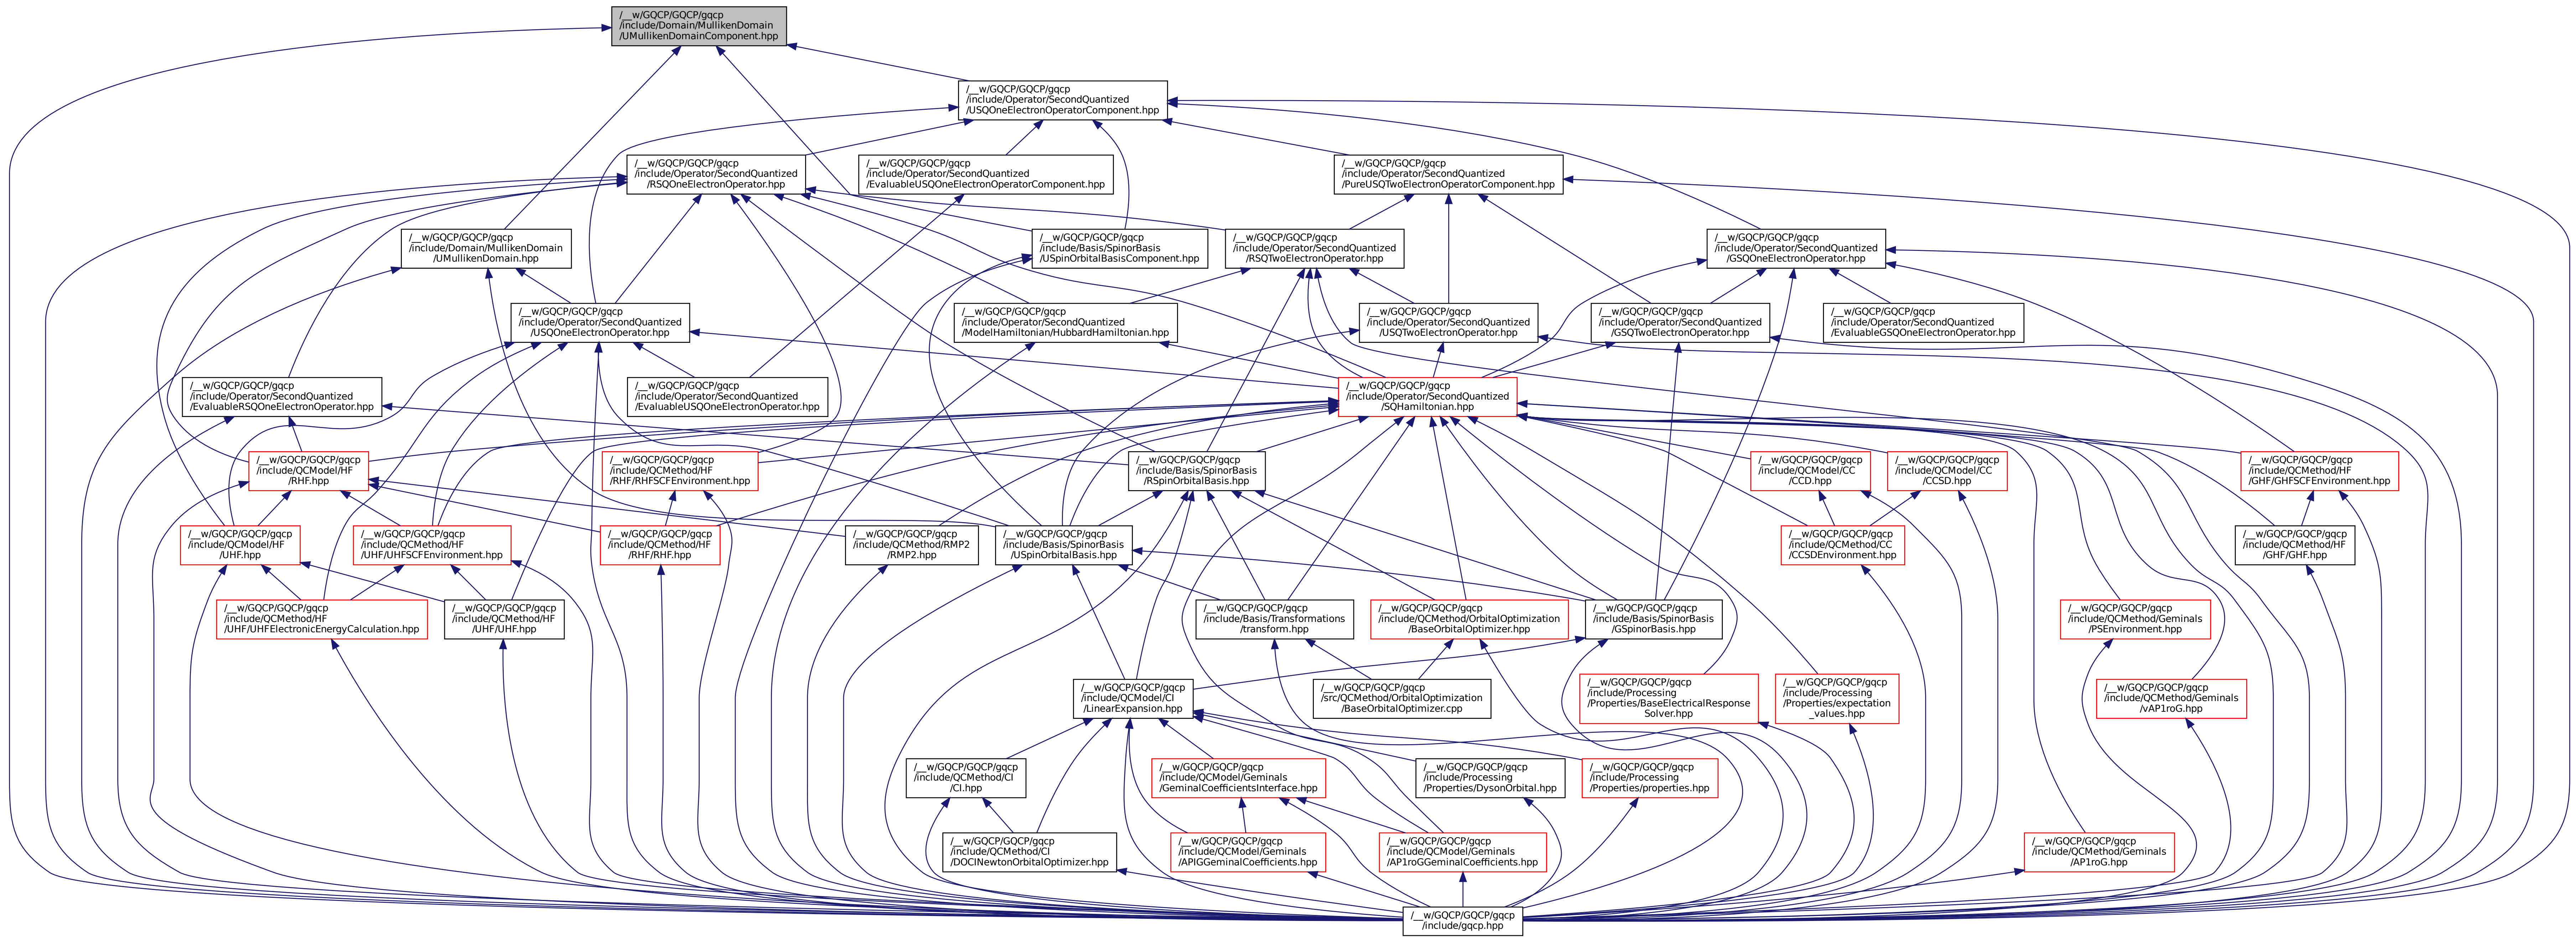 /__w/GQCP/GQCP/gqcp
/include/Domain/MullikenDomain
/UMullikenDomainComponent.hpp
/__w/GQCP/GQCP/gqcp
/include/Operator/SecondQuantized
/USQOneElectronOperatorComponent.hpp
/__w/GQCP/GQCP/gqcp
/include/Operator/SecondQuantized
/RSQOneElectronOperator.hpp
/__w/GQCP/GQCP/gqcp
/include/Operator/SecondQuantized
/EvaluableUSQOneElectronOperatorComponent.hpp
/__w/GQCP/GQCP/gqcp
/include/Operator/SecondQuantized
/PureUSQTwoElectronOperatorComponent.hpp
/__w/GQCP/GQCP/gqcp
/include/Domain/MullikenDomain
/UMullikenDomain.hpp
/__w/GQCP/GQCP/gqcp
/include/Basis/SpinorBasis
/USpinOrbitalBasisComponent.hpp
/__w/GQCP/GQCP/gqcp
/include/Operator/SecondQuantized
/RSQTwoElectronOperator.hpp
/__w/GQCP/GQCP/gqcp
/include/Operator/SecondQuantized
/GSQOneElectronOperator.hpp
/__w/GQCP/GQCP/gqcp
/include/Operator/SecondQuantized
/USQOneElectronOperator.hpp
/__w/GQCP/GQCP/gqcp
/include/Operator/SecondQuantized
/ModelHamiltonian/HubbardHamiltonian.hpp
/__w/GQCP/GQCP/gqcp
/include/Operator/SecondQuantized
/USQTwoElectronOperator.hpp
/__w/GQCP/GQCP/gqcp
/include/Operator/SecondQuantized
/GSQTwoElectronOperator.hpp
/__w/GQCP/GQCP/gqcp
/include/Operator/SecondQuantized
/EvaluableGSQOneElectronOperator.hpp
/__w/GQCP/GQCP/gqcp
/include/Operator/SecondQuantized
/EvaluableRSQOneElectronOperator.hpp
/__w/GQCP/GQCP/gqcp
/include/Operator/SecondQuantized
/EvaluableUSQOneElectronOperator.hpp
/__w/GQCP/GQCP/gqcp
/include/Operator/SecondQuantized
/SQHamiltonian.hpp
/__w/GQCP/GQCP/gqcp
/include/QCModel/HF
/RHF.hpp
/__w/GQCP/GQCP/gqcp
/include/QCMethod/HF
/RHF/RHFSCFEnvironment.hpp
/__w/GQCP/GQCP/gqcp
/include/Basis/SpinorBasis
/RSpinOrbitalBasis.hpp
/__w/GQCP/GQCP/gqcp
/include/QCModel/CC
/CCD.hpp
/__w/GQCP/GQCP/gqcp
/include/QCModel/CC
/CCSD.hpp
/__w/GQCP/GQCP/gqcp
/include/QCMethod/HF
/GHF/GHFSCFEnvironment.hpp
/__w/GQCP/GQCP/gqcp
/include/QCModel/HF
/UHF.hpp
/__w/GQCP/GQCP/gqcp
/include/QCMethod/HF
/UHF/UHFSCFEnvironment.hpp
/__w/GQCP/GQCP/gqcp
/include/QCMethod/HF
/RHF/RHF.hpp
/__w/GQCP/GQCP/gqcp
/include/QCMethod/RMP2
/RMP2.hpp
/__w/GQCP/GQCP/gqcp
/include/Basis/SpinorBasis
/USpinOrbitalBasis.hpp
/__w/GQCP/GQCP/gqcp
/include/QCMethod/CC
/CCSDEnvironment.hpp
/__w/GQCP/GQCP/gqcp
/include/QCMethod/HF
/GHF/GHF.hpp
/__w/GQCP/GQCP/gqcp
/include/QCMethod/HF
/UHF/UHFElectronicEnergyCalculation.hpp
/__w/GQCP/GQCP/gqcp
/include/QCMethod/HF
/UHF/UHF.hpp
/__w/GQCP/GQCP/gqcp
/include/Basis/Transformations
/transform.hpp
/__w/GQCP/GQCP/gqcp
/include/QCMethod/OrbitalOptimization
/BaseOrbitalOptimizer.hpp
/__w/GQCP/GQCP/gqcp
/include/Basis/SpinorBasis
/GSpinorBasis.hpp
/__w/GQCP/GQCP/gqcp
/include/QCMethod/Geminals
/PSEnvironment.hpp
/__w/GQCP/GQCP/gqcp
/include/QCModel/CI
/LinearExpansion.hpp
/__w/GQCP/GQCP/gqcp
/src/QCMethod/OrbitalOptimization
/BaseOrbitalOptimizer.cpp
/__w/GQCP/GQCP/gqcp
/include/Processing
/Properties/BaseElectricalResponse
Solver.hpp
/__w/GQCP/GQCP/gqcp
/include/Processing
/Properties/expectation
_values.hpp
/__w/GQCP/GQCP/gqcp
/include/QCMethod/Geminals
/vAP1roG.hpp
/__w/GQCP/GQCP/gqcp
/include/QCMethod/CI
/CI.hpp
/__w/GQCP/GQCP/gqcp
/include/QCModel/Geminals
/GeminalCoefficientsInterface.hpp
/__w/GQCP/GQCP/gqcp
/include/Processing
/Properties/DysonOrbital.hpp
/__w/GQCP/GQCP/gqcp
/include/Processing
/Properties/properties.hpp
/__w/GQCP/GQCP/gqcp
/include/QCMethod/CI
/DOCINewtonOrbitalOptimizer.hpp
/__w/GQCP/GQCP/gqcp
/include/QCModel/Geminals
/APIGGeminalCoefficients.hpp
/__w/GQCP/GQCP/gqcp
/include/QCModel/Geminals
/AP1roGGeminalCoefficients.hpp
/__w/GQCP/GQCP/gqcp
/include/QCMethod/Geminals
/AP1roG.hpp
/__w/GQCP/GQCP/gqcp
/include/gqcp.hpp